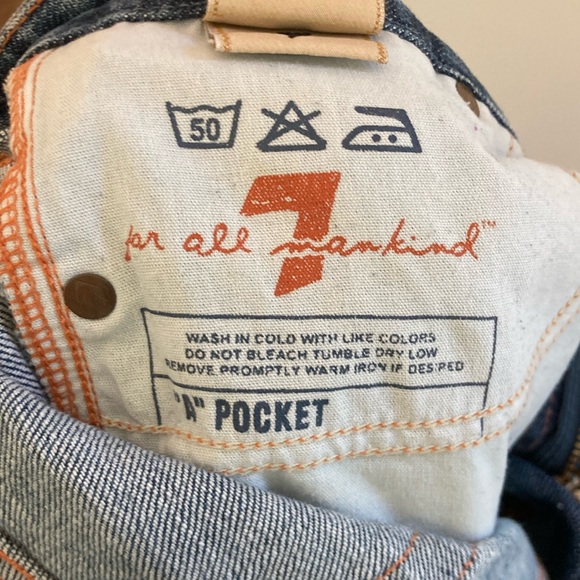 50
7
for all mankind™
WASH IN COLD WITH LIKE COLORS
DO NOT BLEACH TUMBLE DRY LOW
REMOVE PROMPTLY WARM IRON IF DESIRED
"A" POCKET